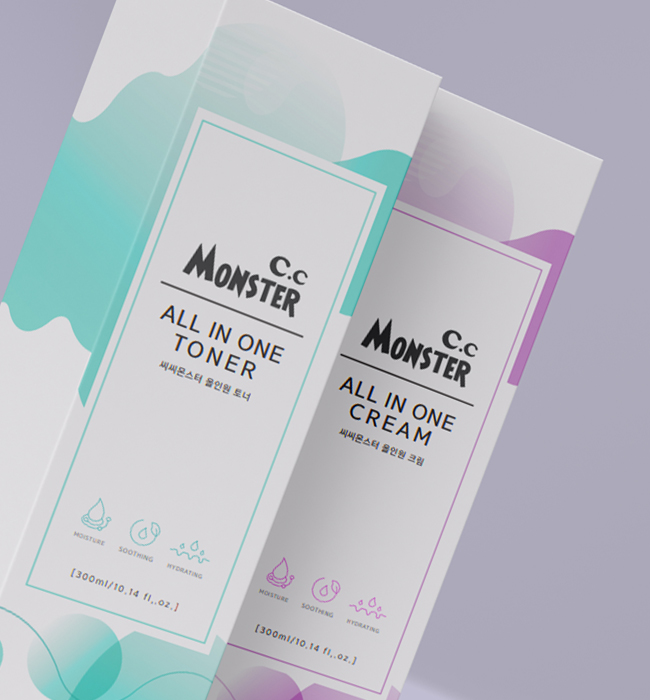 C.c
MONSTER
ALL IN ONE
TONER
씨씨몬스터 올인원 토너
MOISTURE
SOOTHING
HYDRATING
[300ml/10.14 fl,.oz.]
C.c
MONSTER
ALL IN ONE
CREAM
씨씨몬스터 올인원 크림
MOISTURE
SOOTHING
HYDRATING
[300ml/10.14 fl,.oz.]